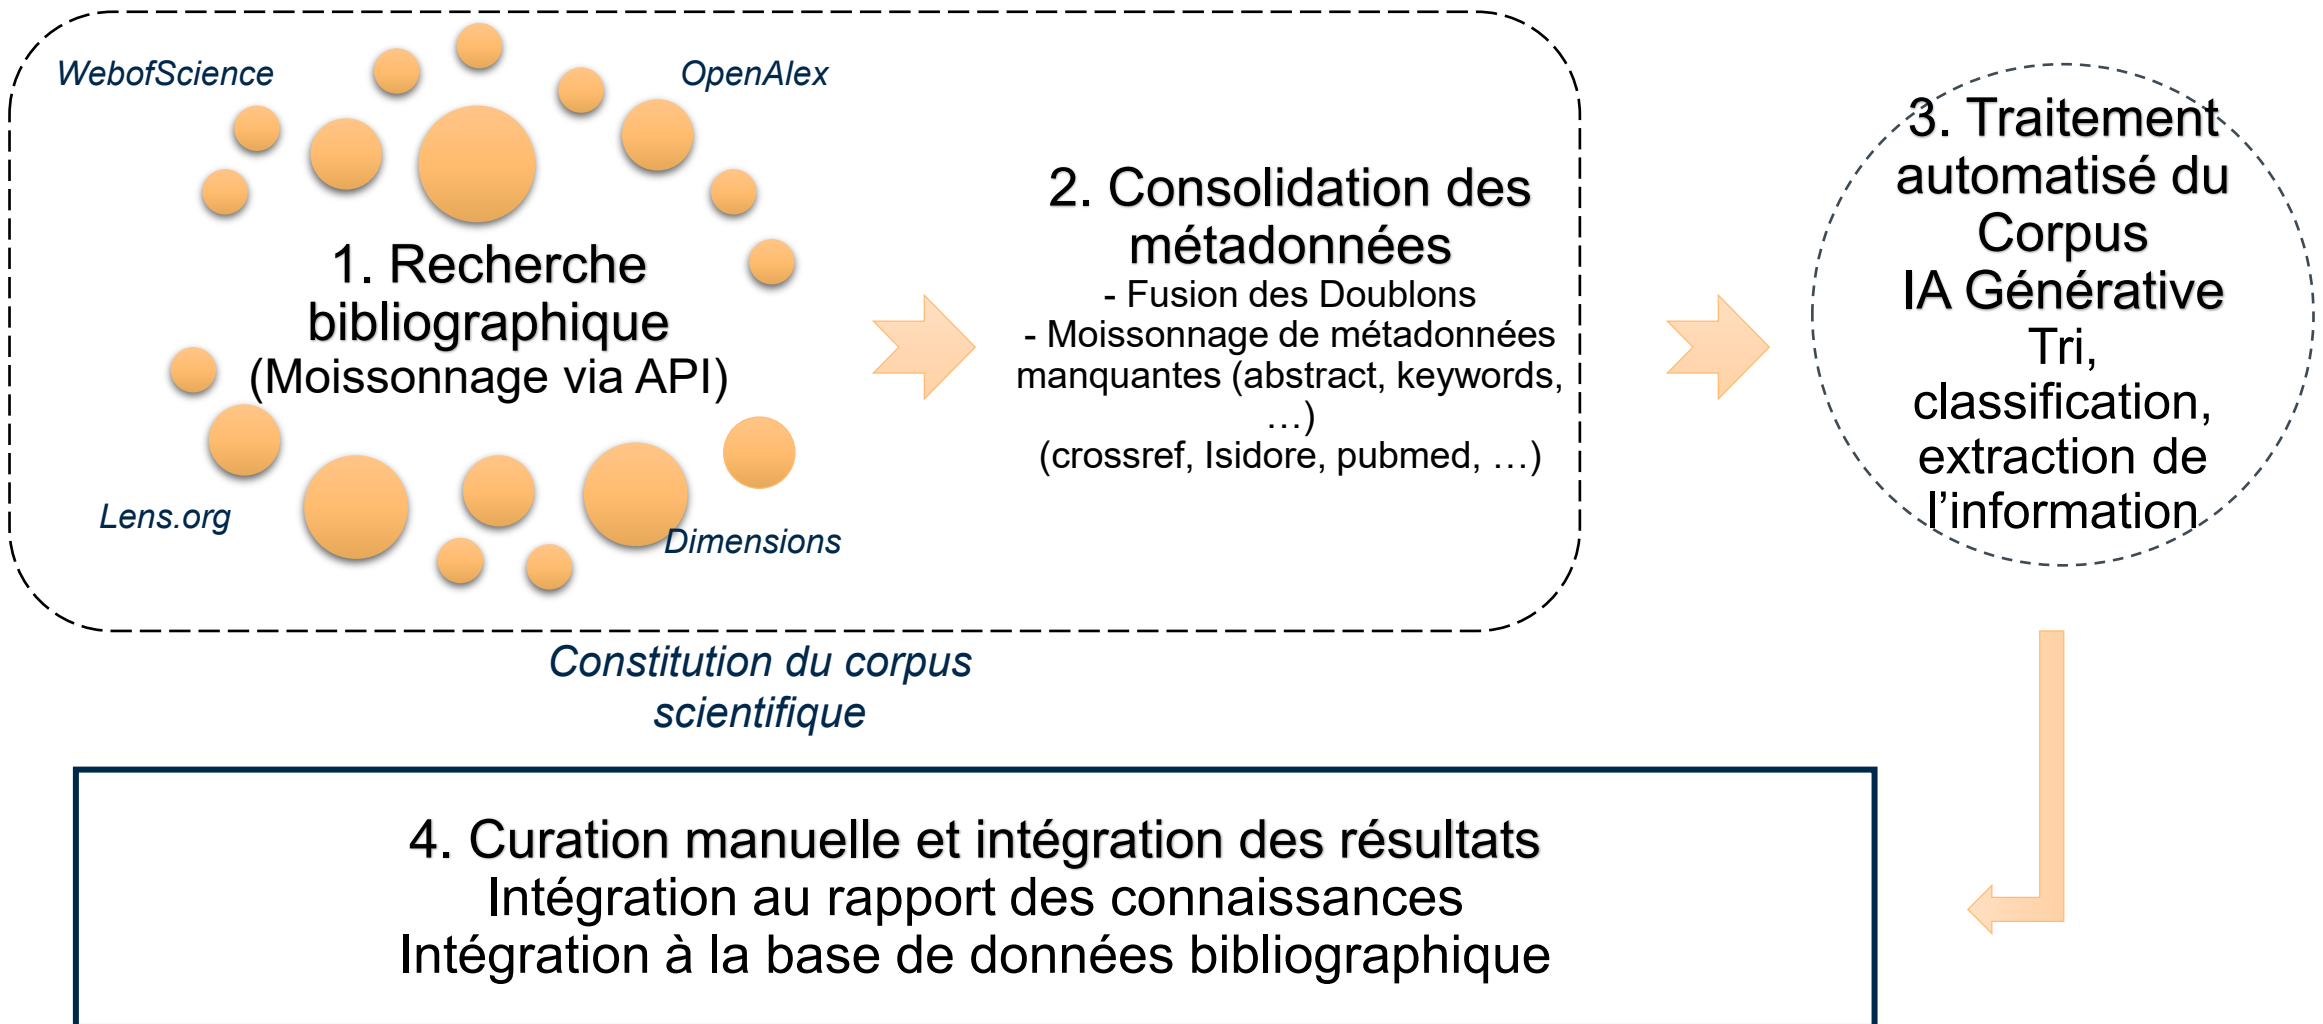 WebofScience
OpenAlex
1. Recherche
bibliographique
(Moissonnage via API)
Lens.org
Dimensions
2. Consolidation des
métadonnées
- Fusion des Doublons
- Moissonnage de métadonnées
manquantes (abstract, keywords,
…)
(crossref, Isidore, pubmed, …)
Constitution du corpus
scientifique
3. Traitement
automatisé du
Corpus
IA Générative
Tri,
classification,
extraction de
l’information
4. Curation manuelle et intégration des résultats
Intégration au rapport des connaissances
Intégration à la base de données bibliographique